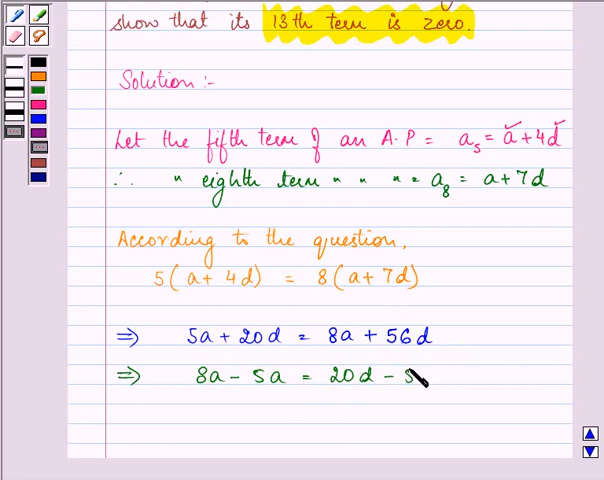 show that its 13th term is zero.
Solution :-
Let the fifth term of an A.P = a₅ = a + 4d
∴ " eighth term " " " = a₈ = a + 7d
According to the question,
5(a + 4d) = 8(a + 7d)
⇒ 5a + 20d = 8a + 56d
⇒ 8a - 5a = 20d - 5